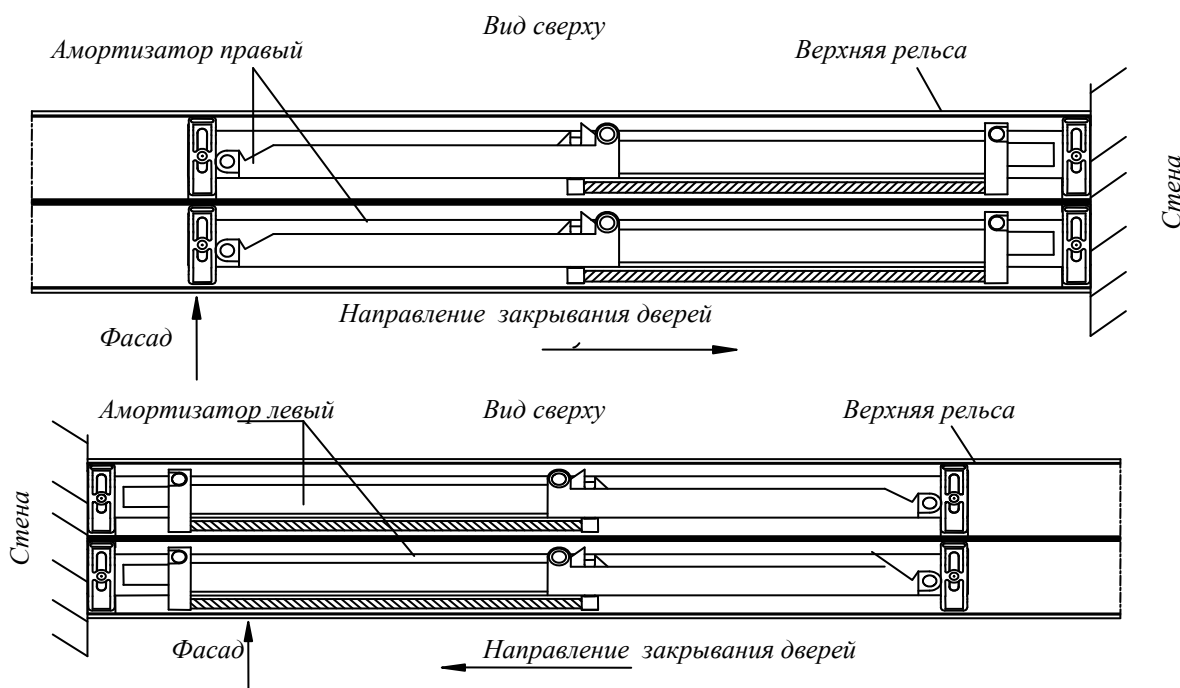 Вид сверху
Амортизатор правый
Верхняя рельса
Стена
Направление закрывания дверей
Фасад
Амортизатор левый
Вид сверху
Верхняя рельса
Стена
Фасад
Направление закрывания дверей